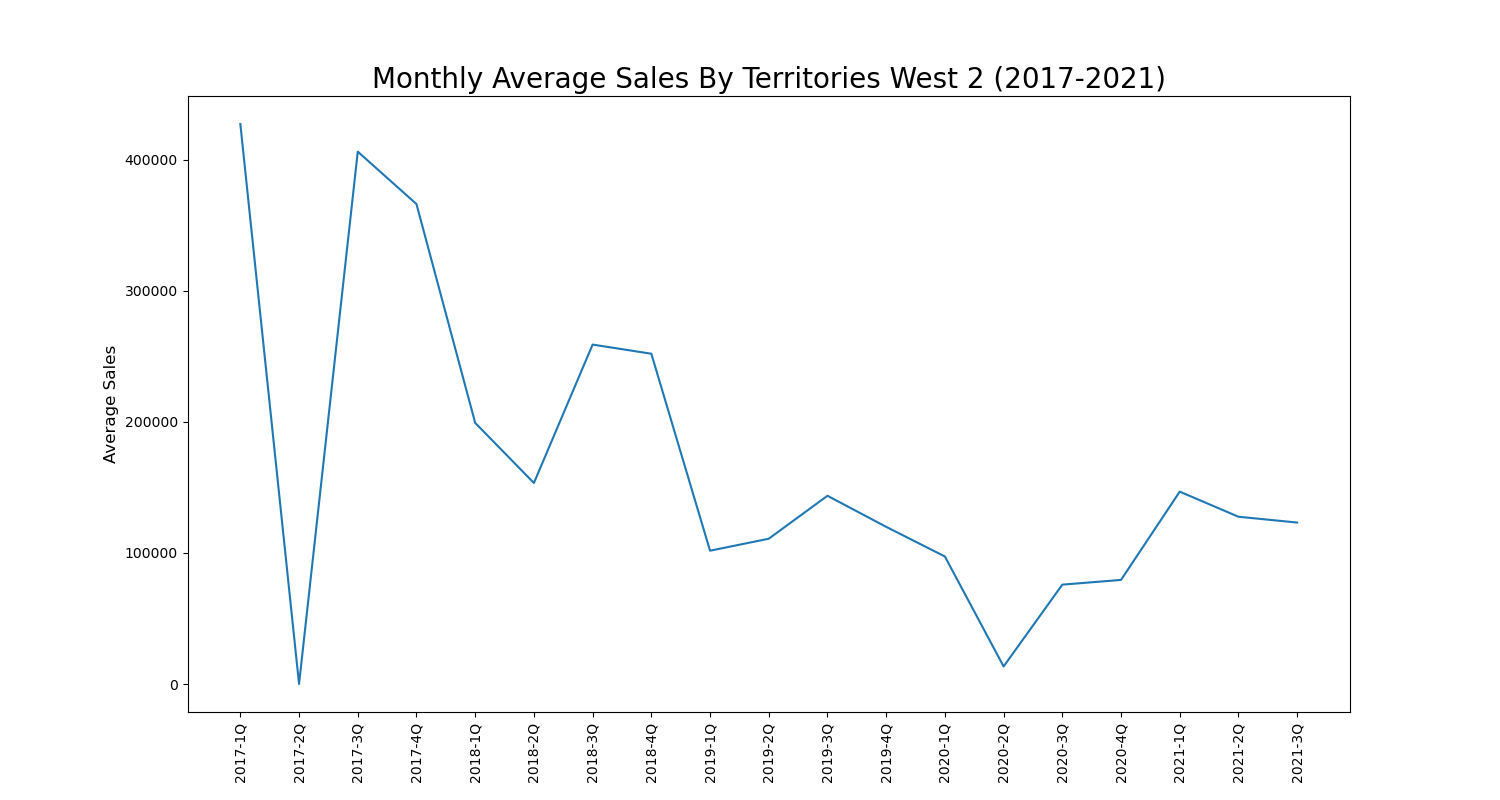 Monthly Average Sales By Territories West 2 (2017-2021)
Average Sales
400000
300000
200000
100000
0
2017-1Q
2017-2Q
2017-3Q
2017-4Q
2018-1Q
2018-2Q
2018-3Q
2018-4Q
2019-1Q
2019-2Q
2019-3Q
2019-4Q
2020-1Q
2020-2Q
2020-3Q
2020-4Q
2021-1Q
2021-2Q
2021-3Q